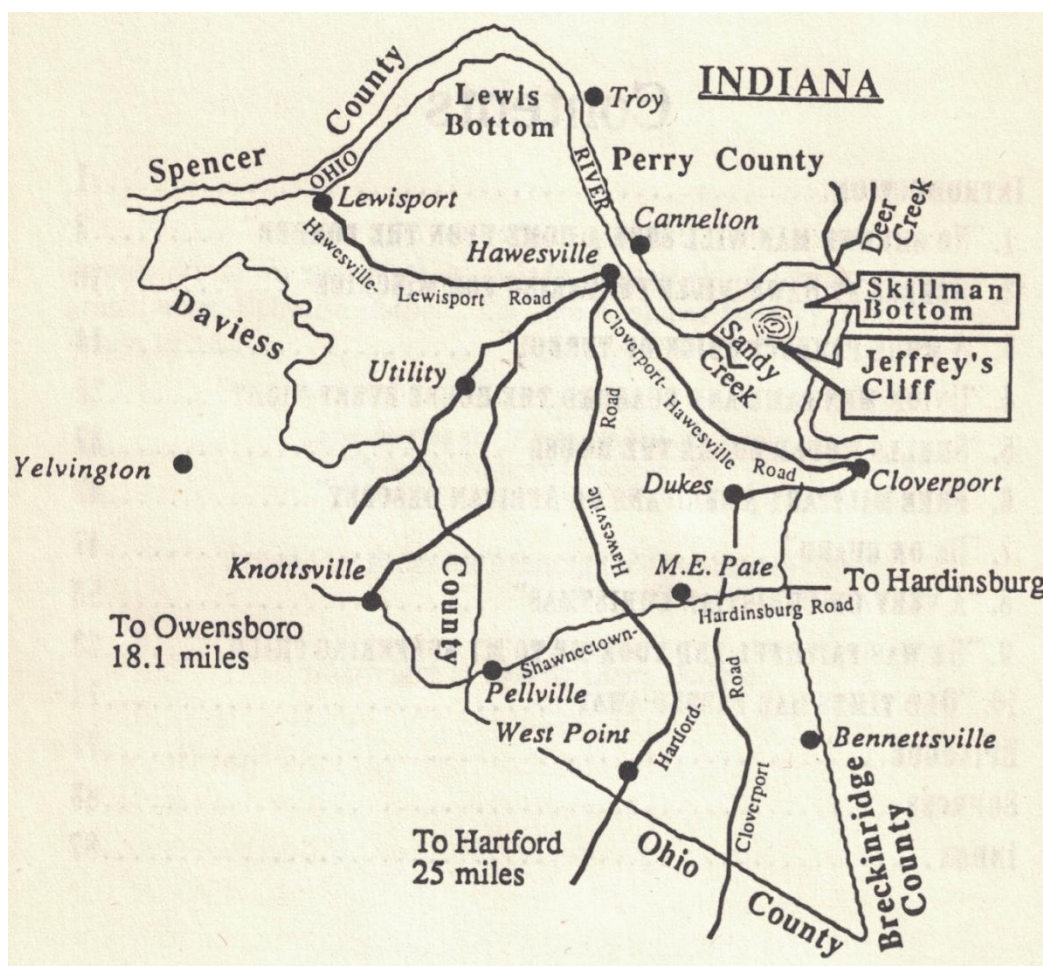 INDIANA
Troy
Lewis
Bottom
Spencer
County
OHIO
RIVER
Perry County
Lewisport
Cannelton
Deer
Creek
Hawesville
Hawesville-
Lewisport Road
Skillman
Bottom
Sandy
Creek
Jeffrey's
Cliff
Daviess
County
Utility
Cloverport-
Hawesville
Road
Yelvington
Dukes
Cloverport
Hawesville
Road
Knottsville
M.E. Pate
To Hardinsburg
To Owensboro
18.1 miles
Shawneetown-
Hardinsburg Road
Pellville
West Point
Hartford-
Cloverport
Road
Bennettsville
To Hartford
25 miles
Ohio
County
Breckinridge
County